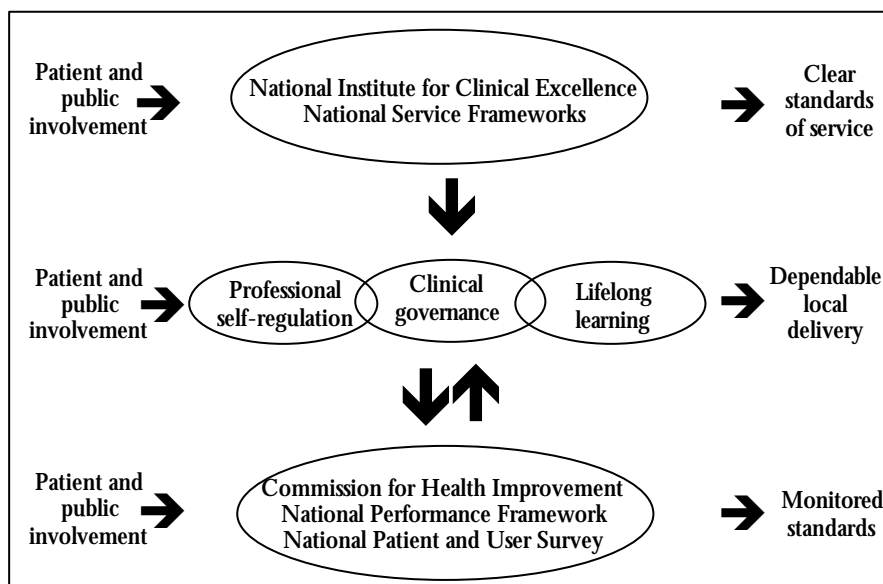 Patient and
public
involvement
National Institute for Clinical Excellence
National Service Frameworks
Clear
standards
of service
Patient and
public
involvement
Professional
self-regulation
Clinical
governance
Lifelong
learning
Dependable
local
delivery
Patient and
public
involvement
Commission for Health Improvement
National Performance Framework
National Patient and User Survey
Monitored
standards